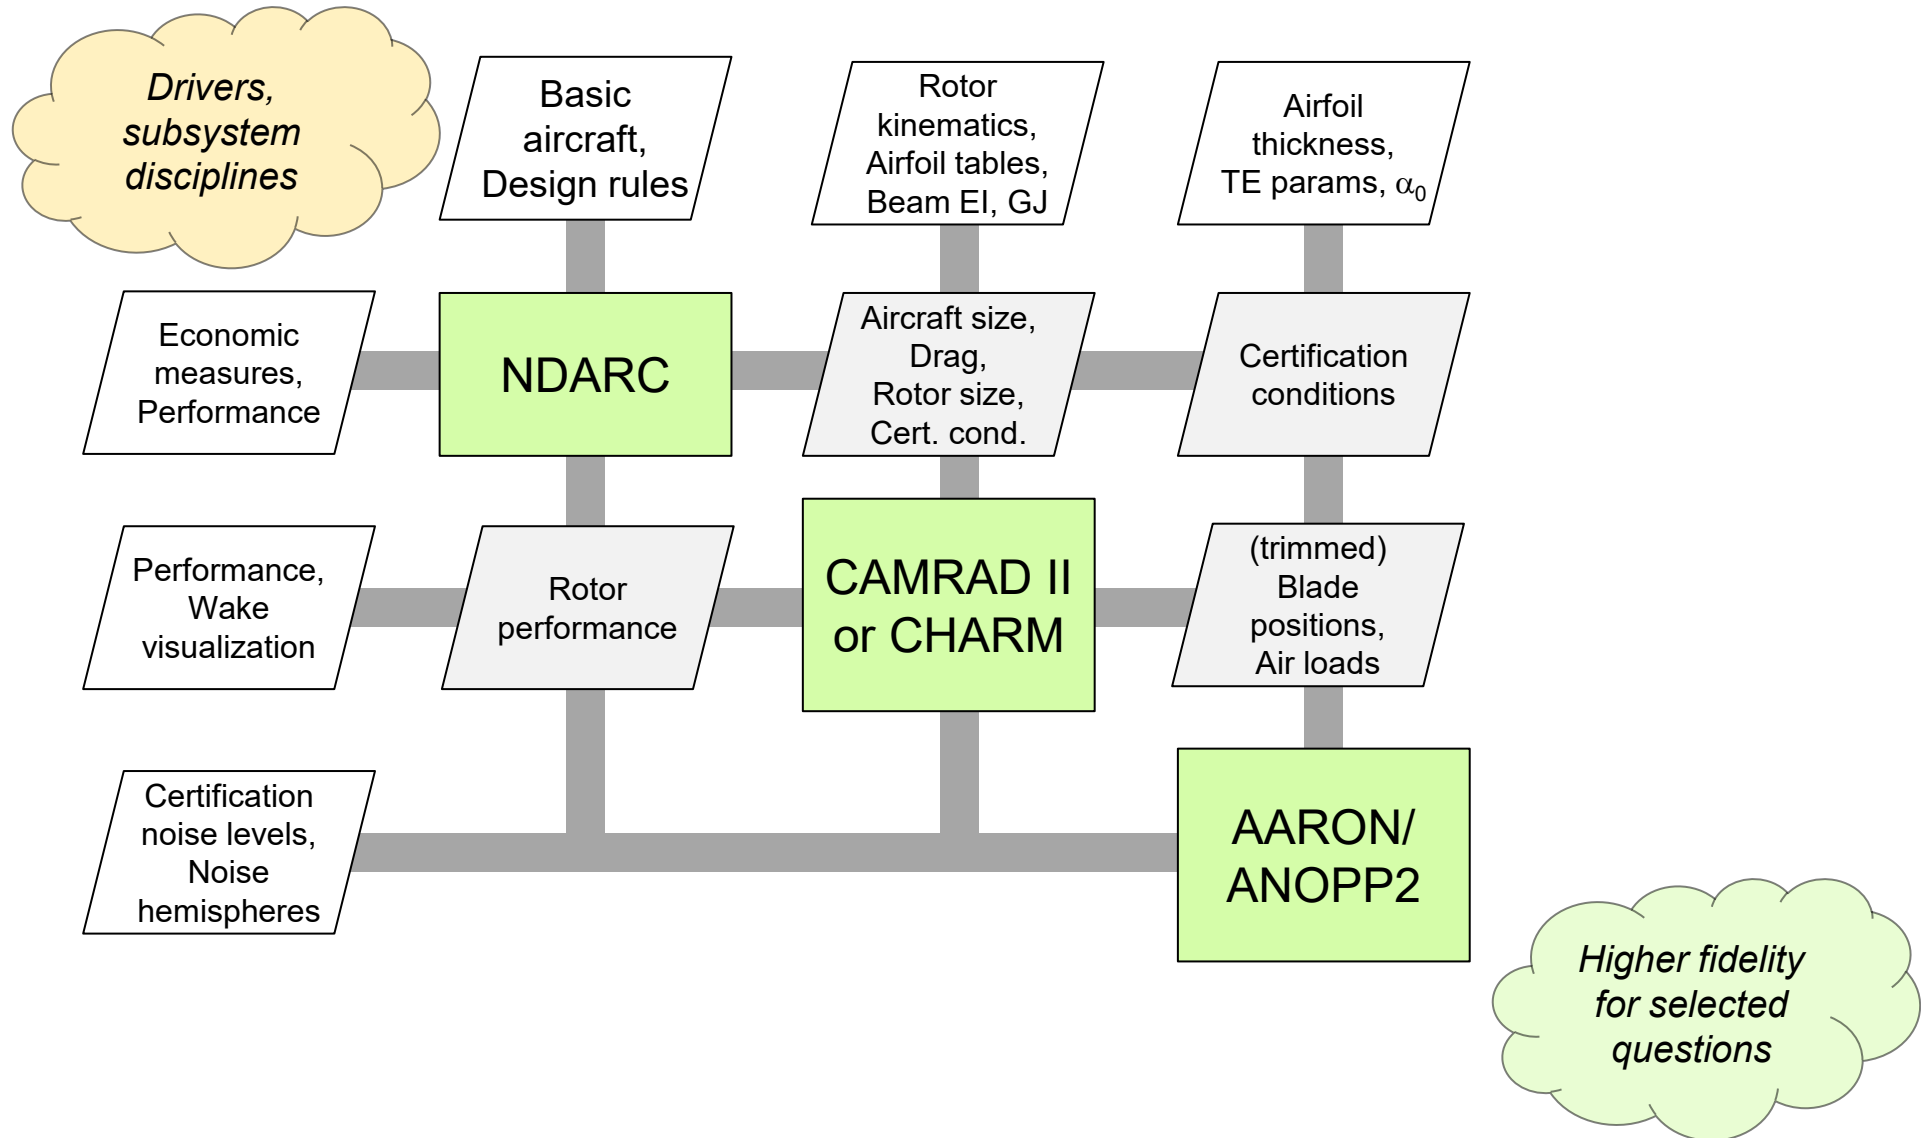 Drivers,
subsystem
disciplines
Basic
aircraft,
Design rules
Rotor
kinematics,
Airfoil tables,
Beam EI, GJ
Airfoil
thickness,
TE params, α₀
Economic
measures,
Performance
NDARC
Aircraft size,
Drag,
Rotor size,
Cert. cond.
Certification
conditions
Performance,
Wake
visualization
Rotor
performance
CAMRAD II
or CHARM
(trimmed)
Blade
positions,
Air loads
Certification
noise levels,
Noise
hemispheres
AARON/
ANOPP2
Higher fidelity
for selected
questions